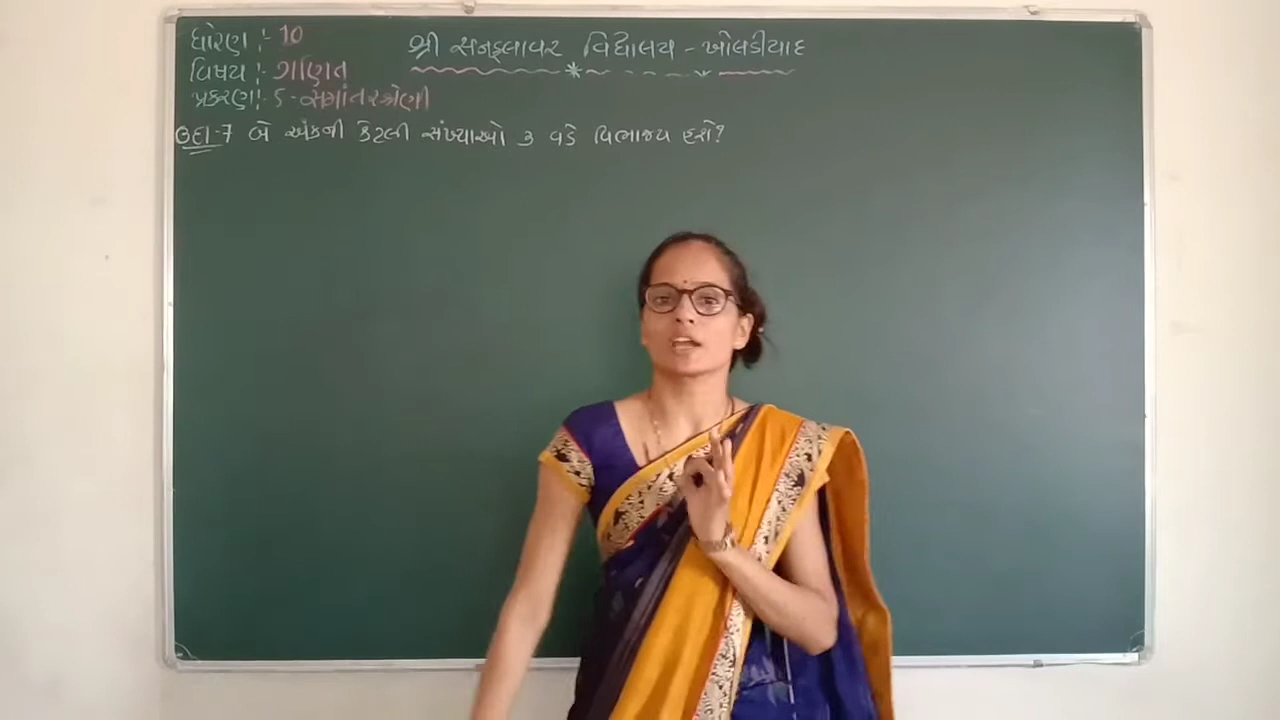 ધોરણ :- 10
શ્રી સનફ્લાવર વિદ્યાલય - ખોલડીયાદ
વિષય :- ગણિત
પ્રકરણ :- 5 - સમાંતર શ્રેણી
ઉદા-7 બે અંકની કેટલી સંખ્યાઓ 3 વડે વિભાજ્ય હશે?